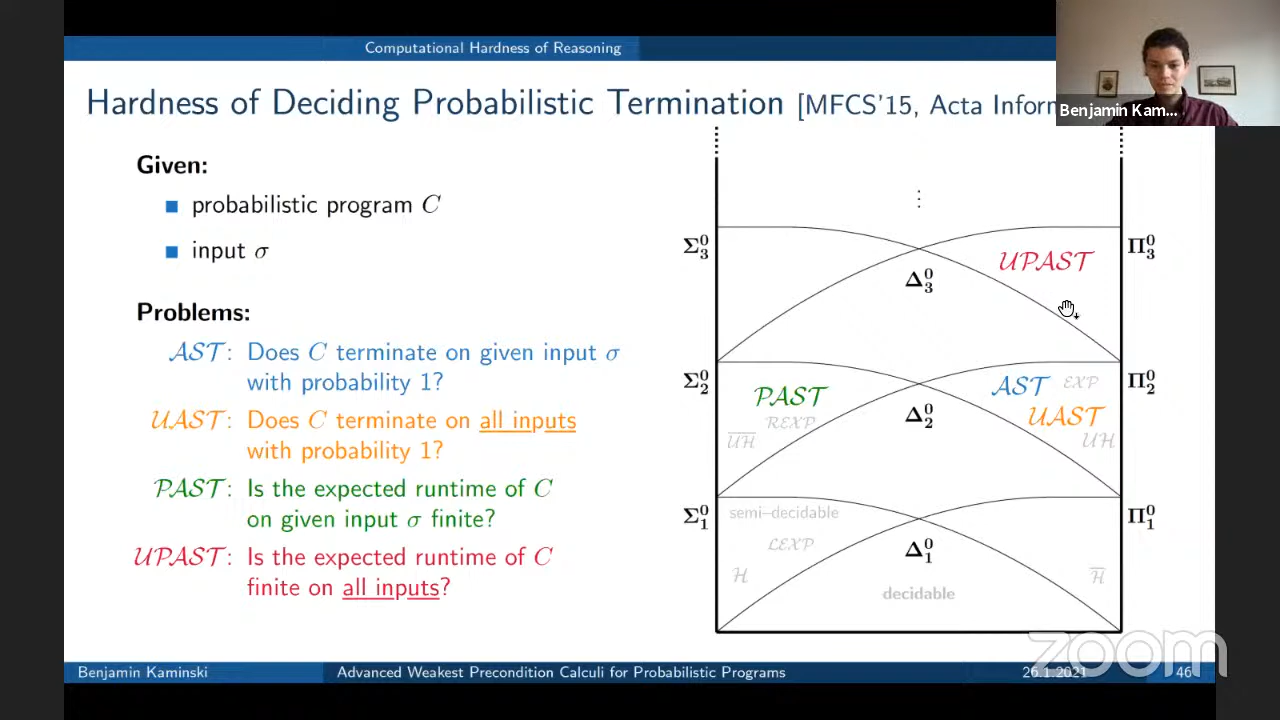 Computational Hardness of Reasoning
Hardness of Deciding Probabilistic Termination [MFCS'15, Acta Inform
Benjamin Kam...
Given:
probabilistic program C
input σ
Problems:
AST: Does C terminate on given input σ
with probability 1?
UAST: Does C terminate on all inputs
with probability 1?
PAST: Is the expected runtime of C
on given input σ finite?
UPAST: Is the expected runtime of C
finite on all inputs?
⋮
Σ⁰₃
UPAST
Π⁰₃
Δ⁰₃
Σ⁰₂
PAST
AST
EXP
Π⁰₂
REXP
Δ⁰₂
UAST
U̅H̅
UH
Σ⁰₁
semi–decidable
Π⁰₁
LEXP
Δ⁰₁
H
H̅
decidable
zoom
Benjamin Kaminski
Advanced Weakest Precondition Calculi for Probabilistic Programs
26.1.2021
46